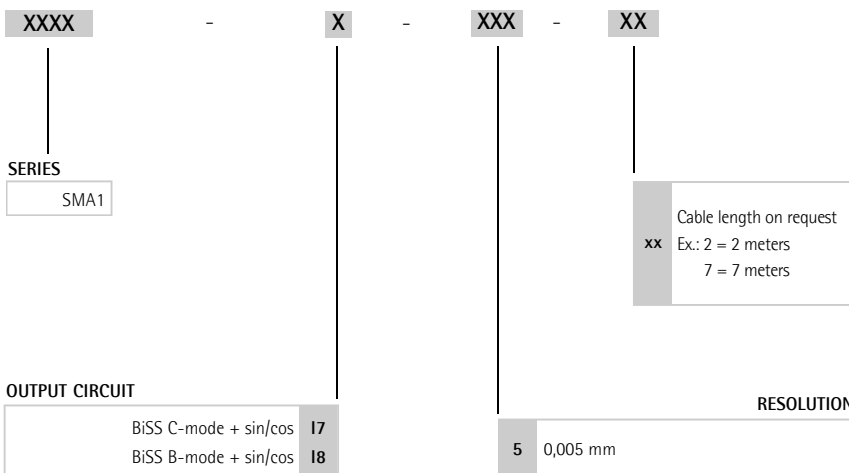 XXXX - X - XXX - XX
SERIES
SMA1
Cable length on request
xx Ex.: 2 = 2 meters
7 = 7 meters
OUTPUT CIRCUIT
BiSS C-mode + sin/cos I7
BiSS B-mode + sin/cos I8
RESOLUTION
5 0,005 mm